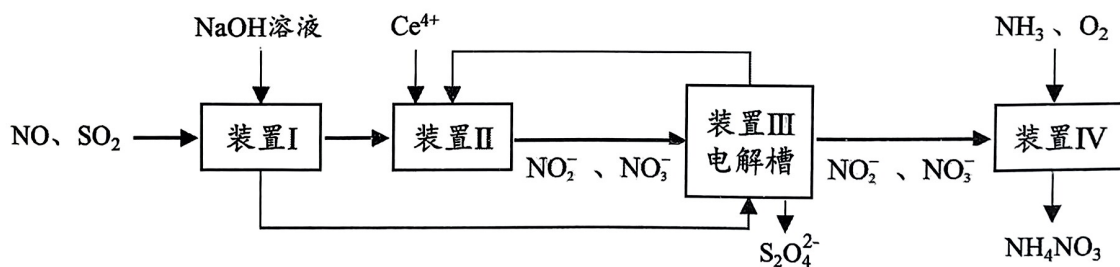 NaOH溶液
Ce⁴⁺
NH₃、O₂
NO、SO₂
装置Ⅰ
装置Ⅱ
NO₂⁻、NO₃⁻
装置Ⅲ
电解槽
NO₂⁻、NO₃⁻
装置Ⅳ
S₂O₄²⁻
NH₄NO₃